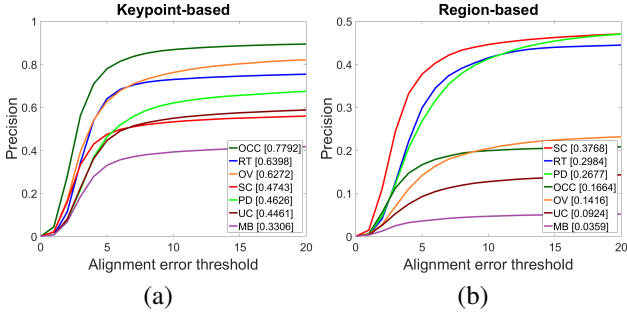 Keypoint-based
Precision
1
0.8
0.6
0.4
0.2
0
0 5 10 15 20
Alignment error threshold
OCC [0.7792]
RT [0.6398]
OV [0.6272]
SC [0.4743]
PD [0.4626]
UC [0.4461]
MB [0.3306]
(a)
Region-based
Precision
0.5
0.4
0.3
0.2
0.1
0
0 5 10 15 20
Alignment error threshold
SC [0.3768]
RT [0.2984]
PD [0.2677]
OCC [0.1664]
OV [0.1416]
UC [0.0924]
MB [0.0359]
(b)